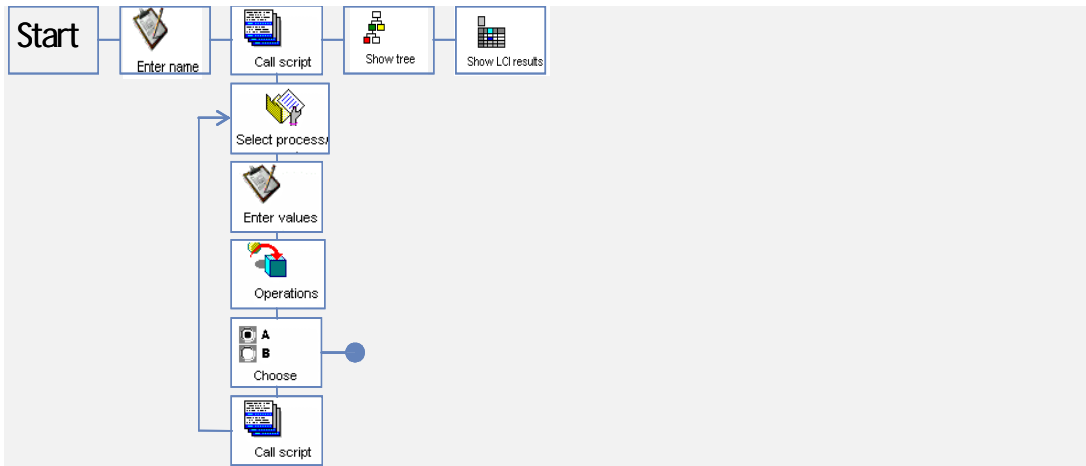 Start
Enter name
Call script
Show tree
Show LCI results
Select process/
Enter values
Operations
A
B
Choose
Call script